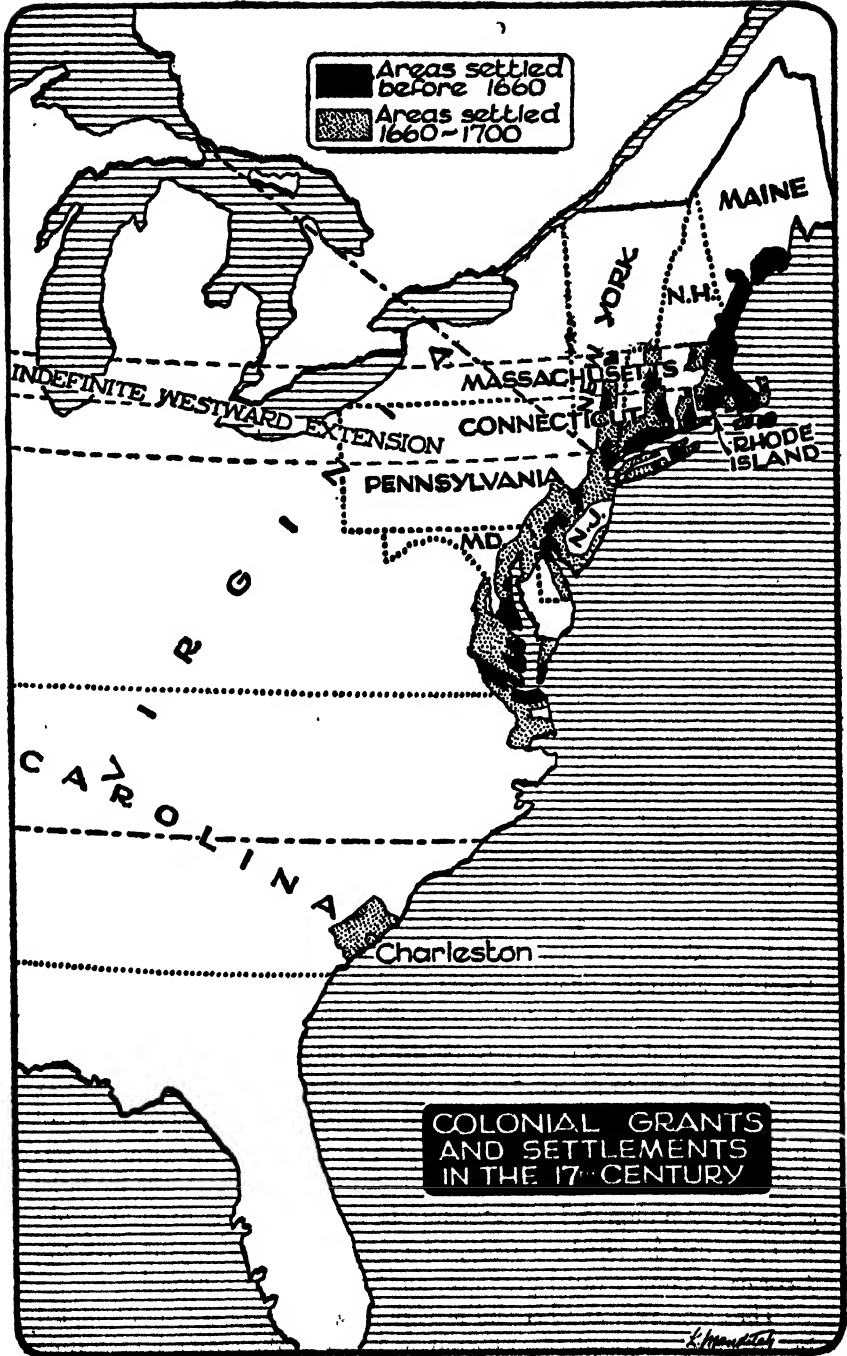 Areas settled
before 1660
Areas settled
1660-1700
MAINE
N.H.
NEW YORK
MASSACHUSETTS
INDEFINITE WESTWARD EXTENSION
CONNECTICUT
RHODE
ISLAND
PENNSYLVANIA
N.J.
MD.
VIRGINIA
CAROLINA
Charleston
COLONIAL GRANTS
AND SETTLEMENTS
IN THE 17TH CENTURY